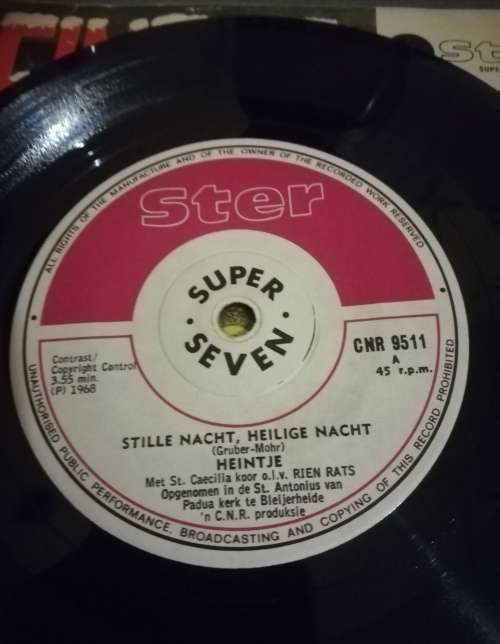 Ster
SUPER
ALL RIGHTS OF THE MANUFACTURE AND OF THE OWNER OF THE RECORDED WORK RESERVED
Ster
SUPER
SEVEN
Contrast/
Copyright Control
3.55 min.
(P) 1968
CNR 9511
A
45 r.p.m.
STILLE NACHT, HEILIGE NACHT
(Gruber-Mohr)
HEINTJE
Met St. Caecilia koor o.l.v. RIEN RATS
Opgenomen in de St. Antonius van
Padua kerk te Bleijerheide
'n C.N.R. produksie
UNAUTHORISED PUBLIC PERFORMANCE, BROADCASTING AND COPYING OF THIS RECORD PROHIBITED